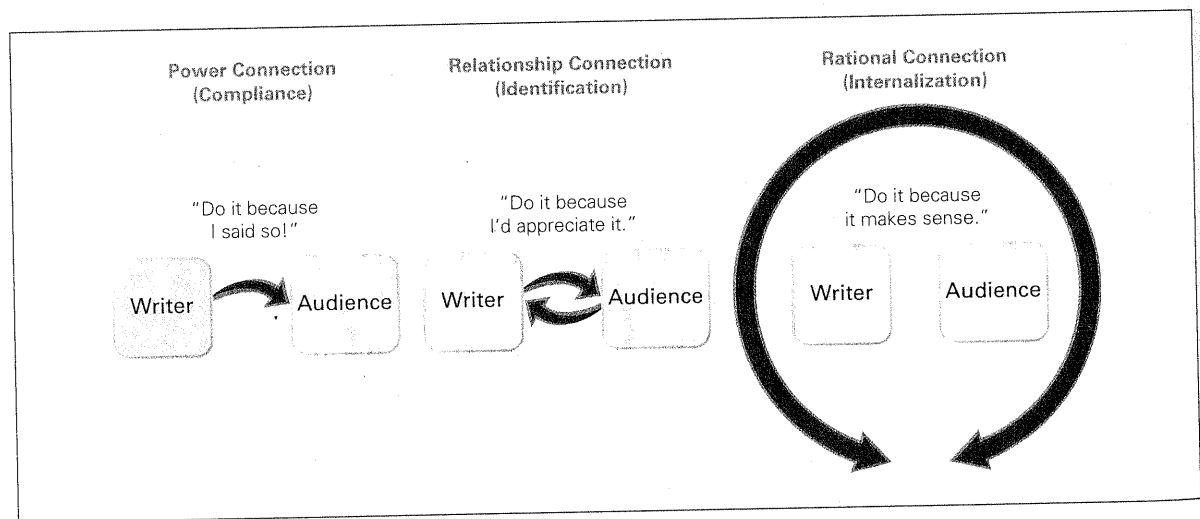 Power Connection
(Compliance)
"Do it because
I said so!"
Writer
Audience
Relationship Connection
(Identification)
"Do it because
I'd appreciate it."
Writer
Audience
Rational Connection
(Internalization)
"Do it because
it makes sense."
Writer
Audience